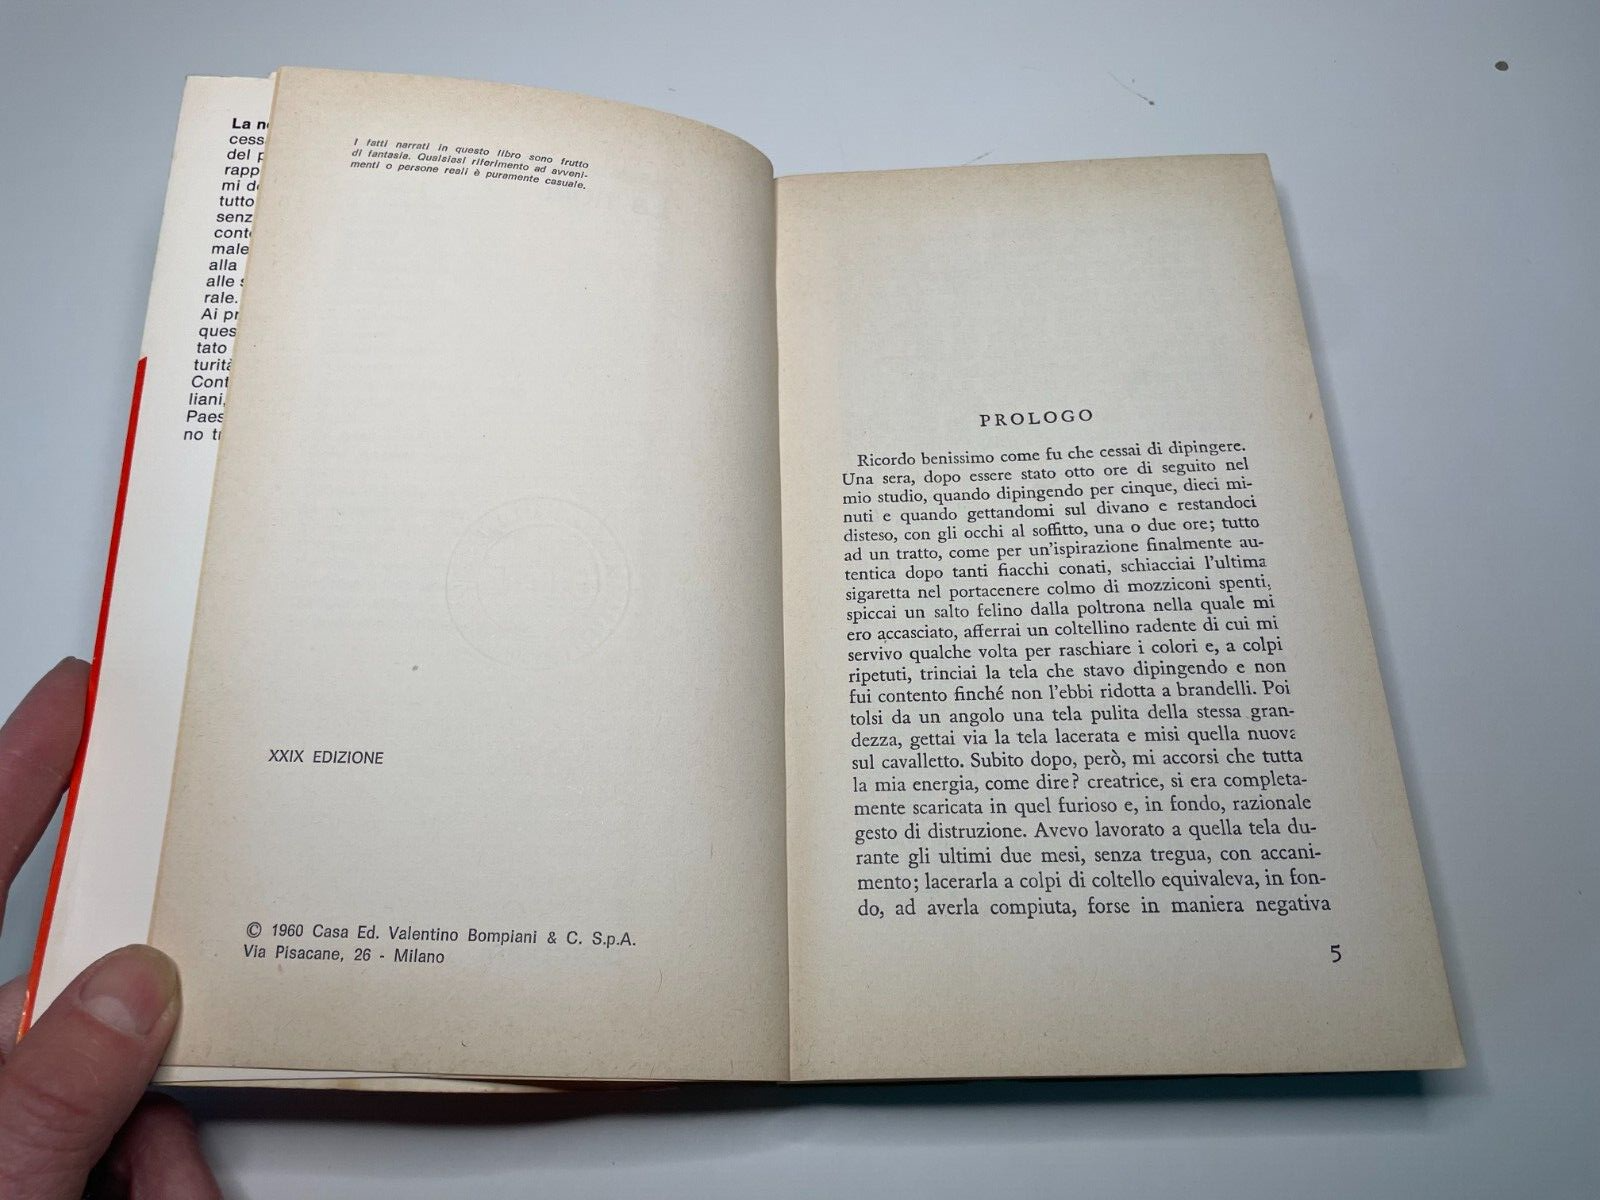 La
cess
del
rapp
mi
tutto
senz
male
alla
alle
rale.
Ai
ques
tato
Cont
liani,
Paes
no
I fatti narrati in questo libro sono frutto
di fantasia. Qualsiasi riferimento ad avveni-
menti o persone reali è puramente casuale.
XXIX EDIZIONE
© 1960 Casa Ed. Valentino Bompiani & C. S.p.A.
Via Pisacane, 26 - Milano
PROLOGO
Ricordo benissimo come fu che cessai di dipingere.
Una sera, dopo essere stato otto ore di seguito nel
mio studio, quando dipingendo per cinque, dieci mi-
nuti e quando gettandomi sul divano e restandoci
disteso, con gli occhi al soffitto, una o due ore; tutto
ad un tratto, come per un'ispirazione finalmente au-
tentica dopo tanti fiacchi conati, schiacciai l'ultima
sigaretta nel portacenere colmo di mozziconi spenti,
spiccai un salto felino dalla poltrona nella quale mi
ero accasciato, afferrai un coltellino radente di cui mi
servivo qualche volta per raschiare i colori e, a colpi
ripetuti, trinciai la tela che stavo dipingendo e non
fui contento finché non l'ebbi ridotta a brandelli. Poi
tolsi da un angolo una tela pulita della stessa gran-
dezza, gettai via la tela lacerata e misi quella nuova
sul cavalletto. Subito dopo, però, mi accorsi che tutta
la mia energia, come dire? creatrice, si era completa-
mente scaricata in quel furioso e, in fondo, razionale
gesto di distruzione. Avevo lavorato a quella tela du-
rante gli ultimi due mesi, senza tregua, con accani-
mento; lacerarla a colpi di coltello equivaleva, in fon-
do, ad averla compiuta, forse in maniera negativa
5